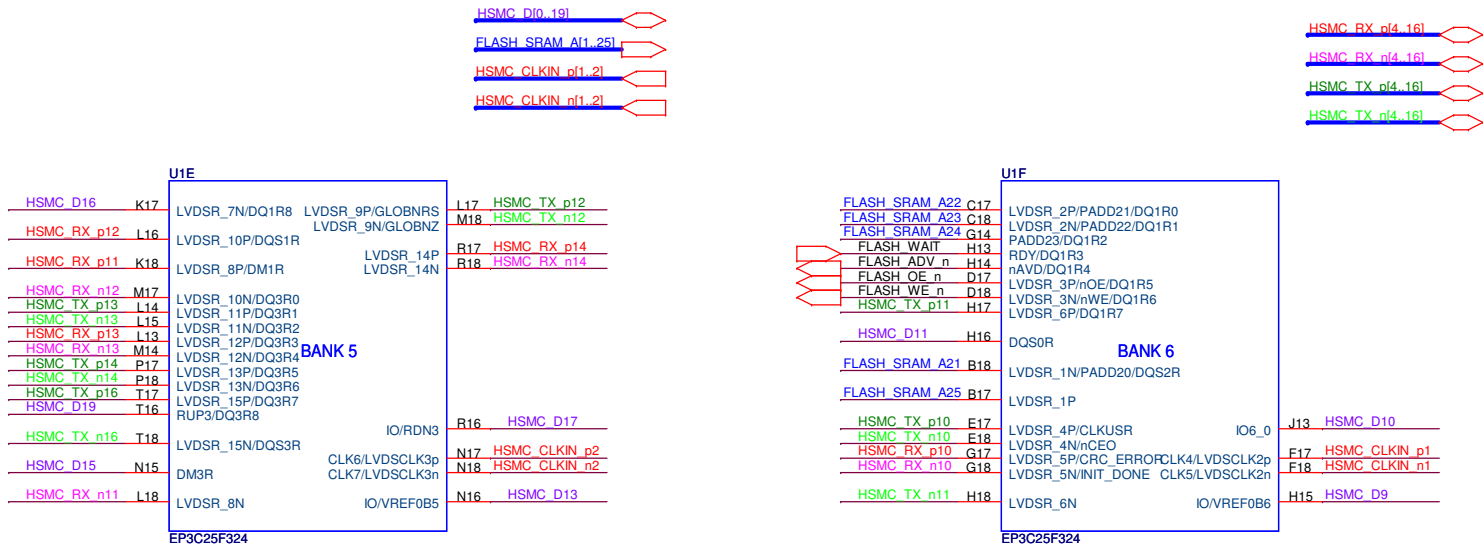 HSMC_D[0..19]
FLASH_SRAM_A[1..25]
HSMC_CLKIN_p[1..2]
HSMC_CLKIN_n[1..2]
HSMC_RX_p[4..16]
HSMC_RX_n[4..16]
HSMC_TX_p[4..16]
HSMC_TX_n[4..16]
U1E
HSMC_D16 K17 LVDSR_7N/DQ1R8 LVDSR_9P/GLOBNRS L17 HSMC_TX_p12
LVDSR_9N/GLOBNZ M18 HSMC_TX_n12
HSMC_RX_p12 L16 LVDSR_10P/DQS1R
LVDSR_14P R17 HSMC_RX_p14
HSMC_RX_p11 K18 LVDSR_8P/DM1R LVDSR_14N R18 HSMC_RX_n14
HSMC_RX_n12 M17 LVDSR_10N/DQ3R0
HSMC_TX_p13 L14 LVDSR_11P/DQ3R1
HSMC_TX_n13 L15 LVDSR_11N/DQ3R2
HSMC_RX_p13 L13 LVDSR_12P/DQ3R3
HSMC_RX_n13 M14 LVDSR_12N/DQ3R4
BANK 5
HSMC_TX_p14 P17 LVDSR_13P/DQ3R5
HSMC_TX_n14 P18 LVDSR_13N/DQ3R6
HSMC_TX_p16 T17 LVDSR_15P/DQ3R7
HSMC_D19 T16 RUP3/DQ3R8
IO/RDN3 R16 HSMC_D17
HSMC_TX_n16 T18 LVDSR_15N/DQS3R
CLK6/LVDSCLK3p N17 HSMC_CLKIN_p2
HSMC_D15 N15 DM3R CLK7/LVDSCLK3n N18 HSMC_CLKIN_n2
HSMC_RX_n11 L18 LVDSR_8N IO/VREF0B5 N16 HSMC_D13
EP3C25F324
U1F
FLASH_SRAM_A22 C17 LVDSR_2P/PADD21/DQ1R0
FLASH_SRAM_A23 C18 LVDSR_2N/PADD22/DQ1R1
FLASH_SRAM_A24 G14 PADD23/DQ1R2
FLASH_WAIT H13 RDY/DQ1R3
FLASH_ADV_n H14 nAVD/DQ1R4
FLASH_OE_n D17 LVDSR_3P/nOE/DQ1R5
FLASH_WE_n D18 LVDSR_3N/nWE/DQ1R6
HSMC_TX_p11 H17 LVDSR_6P/DQ1R7
HSMC_D11 H16 DQS0R
BANK 6
FLASH_SRAM_A21 B18 LVDSR_1N/PADD20/DQS2R
FLASH_SRAM_A25 B17 LVDSR_1P
HSMC_TX_p10 E17 LVDSR_4P/CLKUSR IO6_0 J13 HSMC_D10
HSMC_TX_n10 E18 LVDSR_4N/nCEO
HSMC_RX_p10 G17 LVDSR_5P/CRC_ERROR CLK4/LVDSCLK2p F17 HSMC_CLKIN_p1
HSMC_RX_n10 G18 LVDSR_5N/INIT_DONE CLK5/LVDSCLK2n F18 HSMC_CLKIN_n1
HSMC_TX_n11 H18 LVDSR_6N IO/VREF0B6 H15 HSMC_D9
EP3C25F324